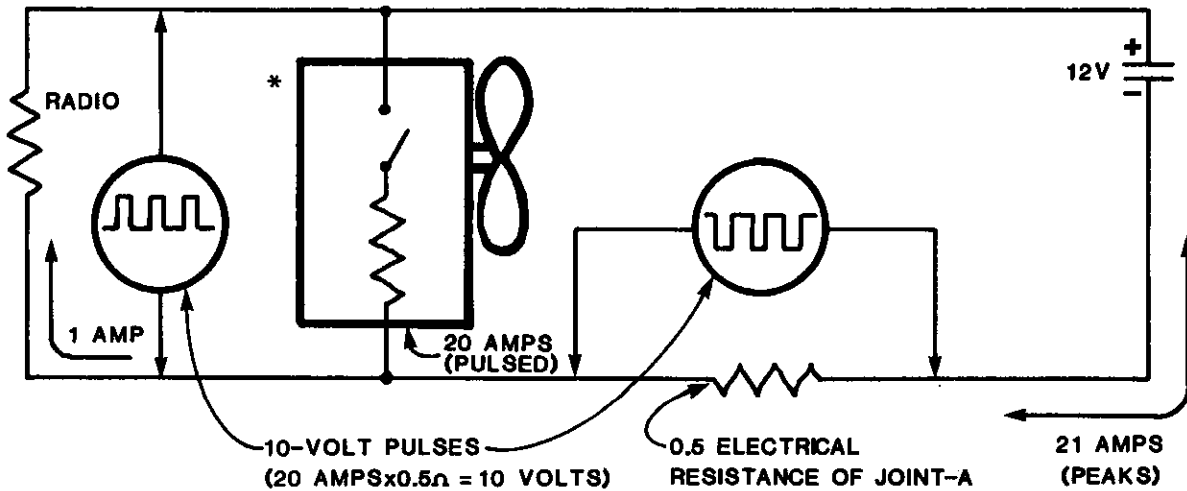 RADIO
*
+
12V
-
1 AMP
20 AMPS
(PULSED)
10-VOLT PULSES
(20 AMPSx0.5Ω = 10 VOLTS)
0.5 ELECTRICAL
RESISTANCE OF JOINT-A
21 AMPS
(PEAKS)